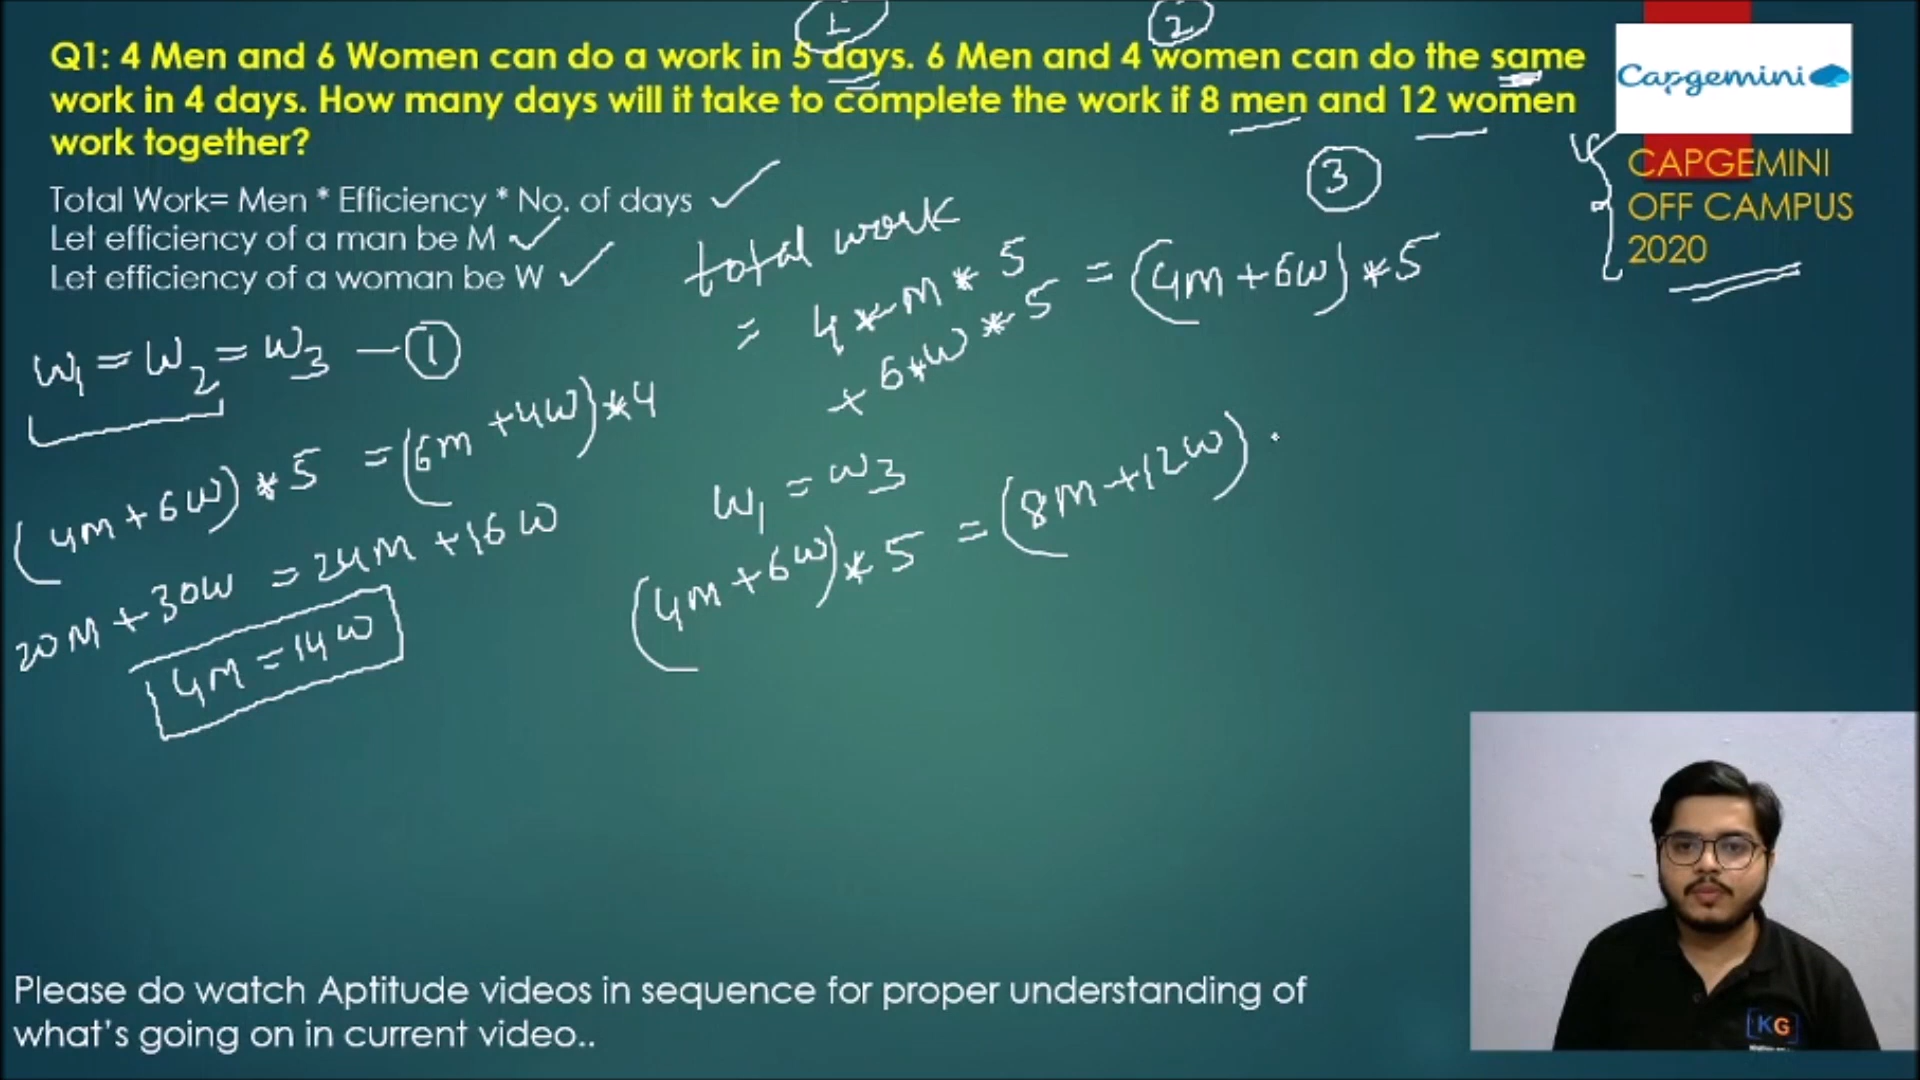 1
2
Q1: 4 Men and 6 Women can do a work in 5 days. 6 Men and 4 women can do the same
work in 4 days. How many days will it take to complete the work if 8 men and 12 women
work together?
Capgemini
3
CAPGEMINI
OFF CAMPUS
2020
Total Work= Men * Efficiency * No. of days
Let efficiency of a man be M
Let efficiency of a woman be W
total work
= 4 * M * 5
+ 6 * W * 5
= (4M + 6W) * 5
W1 = W2 = W3 — 1
(4M + 6W) * 5 = (6M + 4W) * 4
20M + 30W = 24M + 16W
4M = 14W
W1 = W3
(4M + 6W) * 5 = (8M + 12W) .
KG
Please do watch Aptitude videos in sequence for proper understanding of
what's going on in current video..